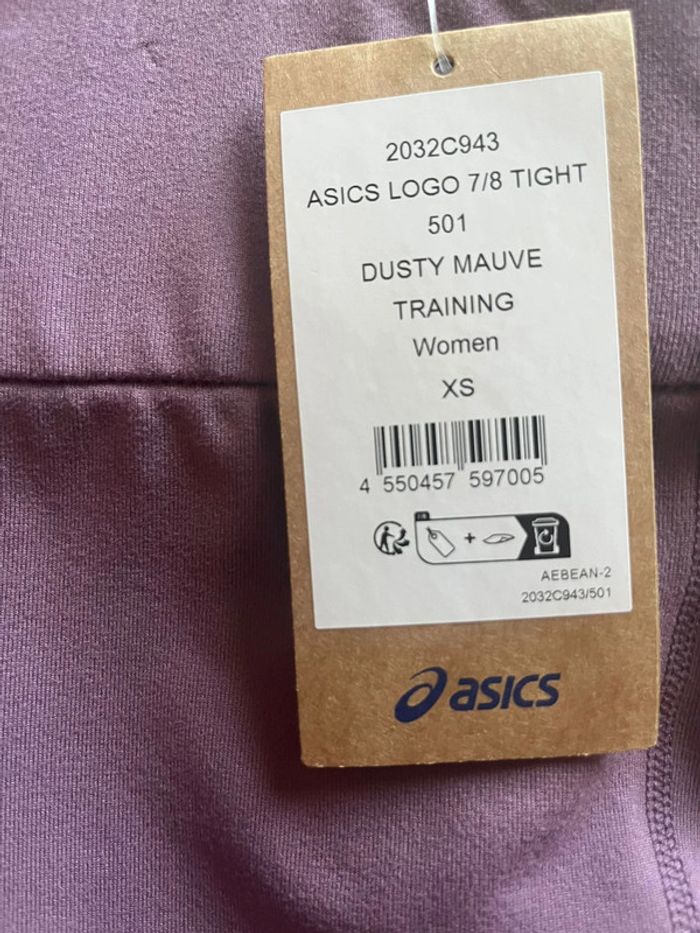 2032C943
ASICS LOGO 7/8 TIGHT
501
DUSTY MAUVE
TRAINING
Women
XS
4 550457 597005
AEBEAN-2
2032C943/501
asics